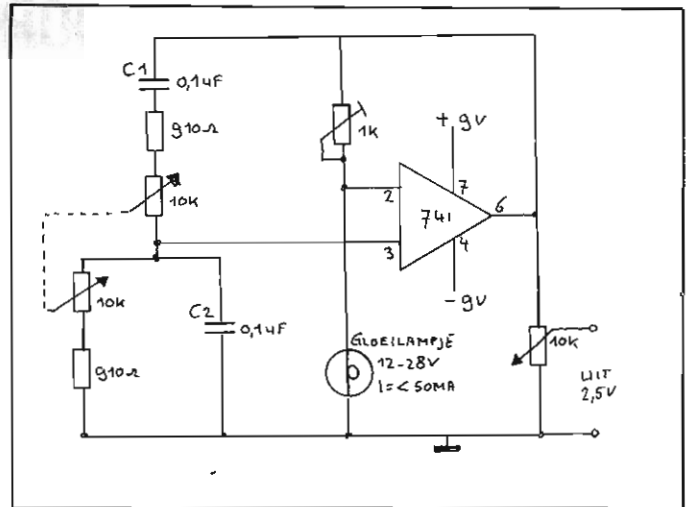 C1
0,1uF
910Ω
10k
10k
910Ω
C2
0,1uF
1k
+9V
2
7
741
6
3
4
-9V
GLOEILAMPJE
12-28V
I=<50MA
10k
UIT
2,5V